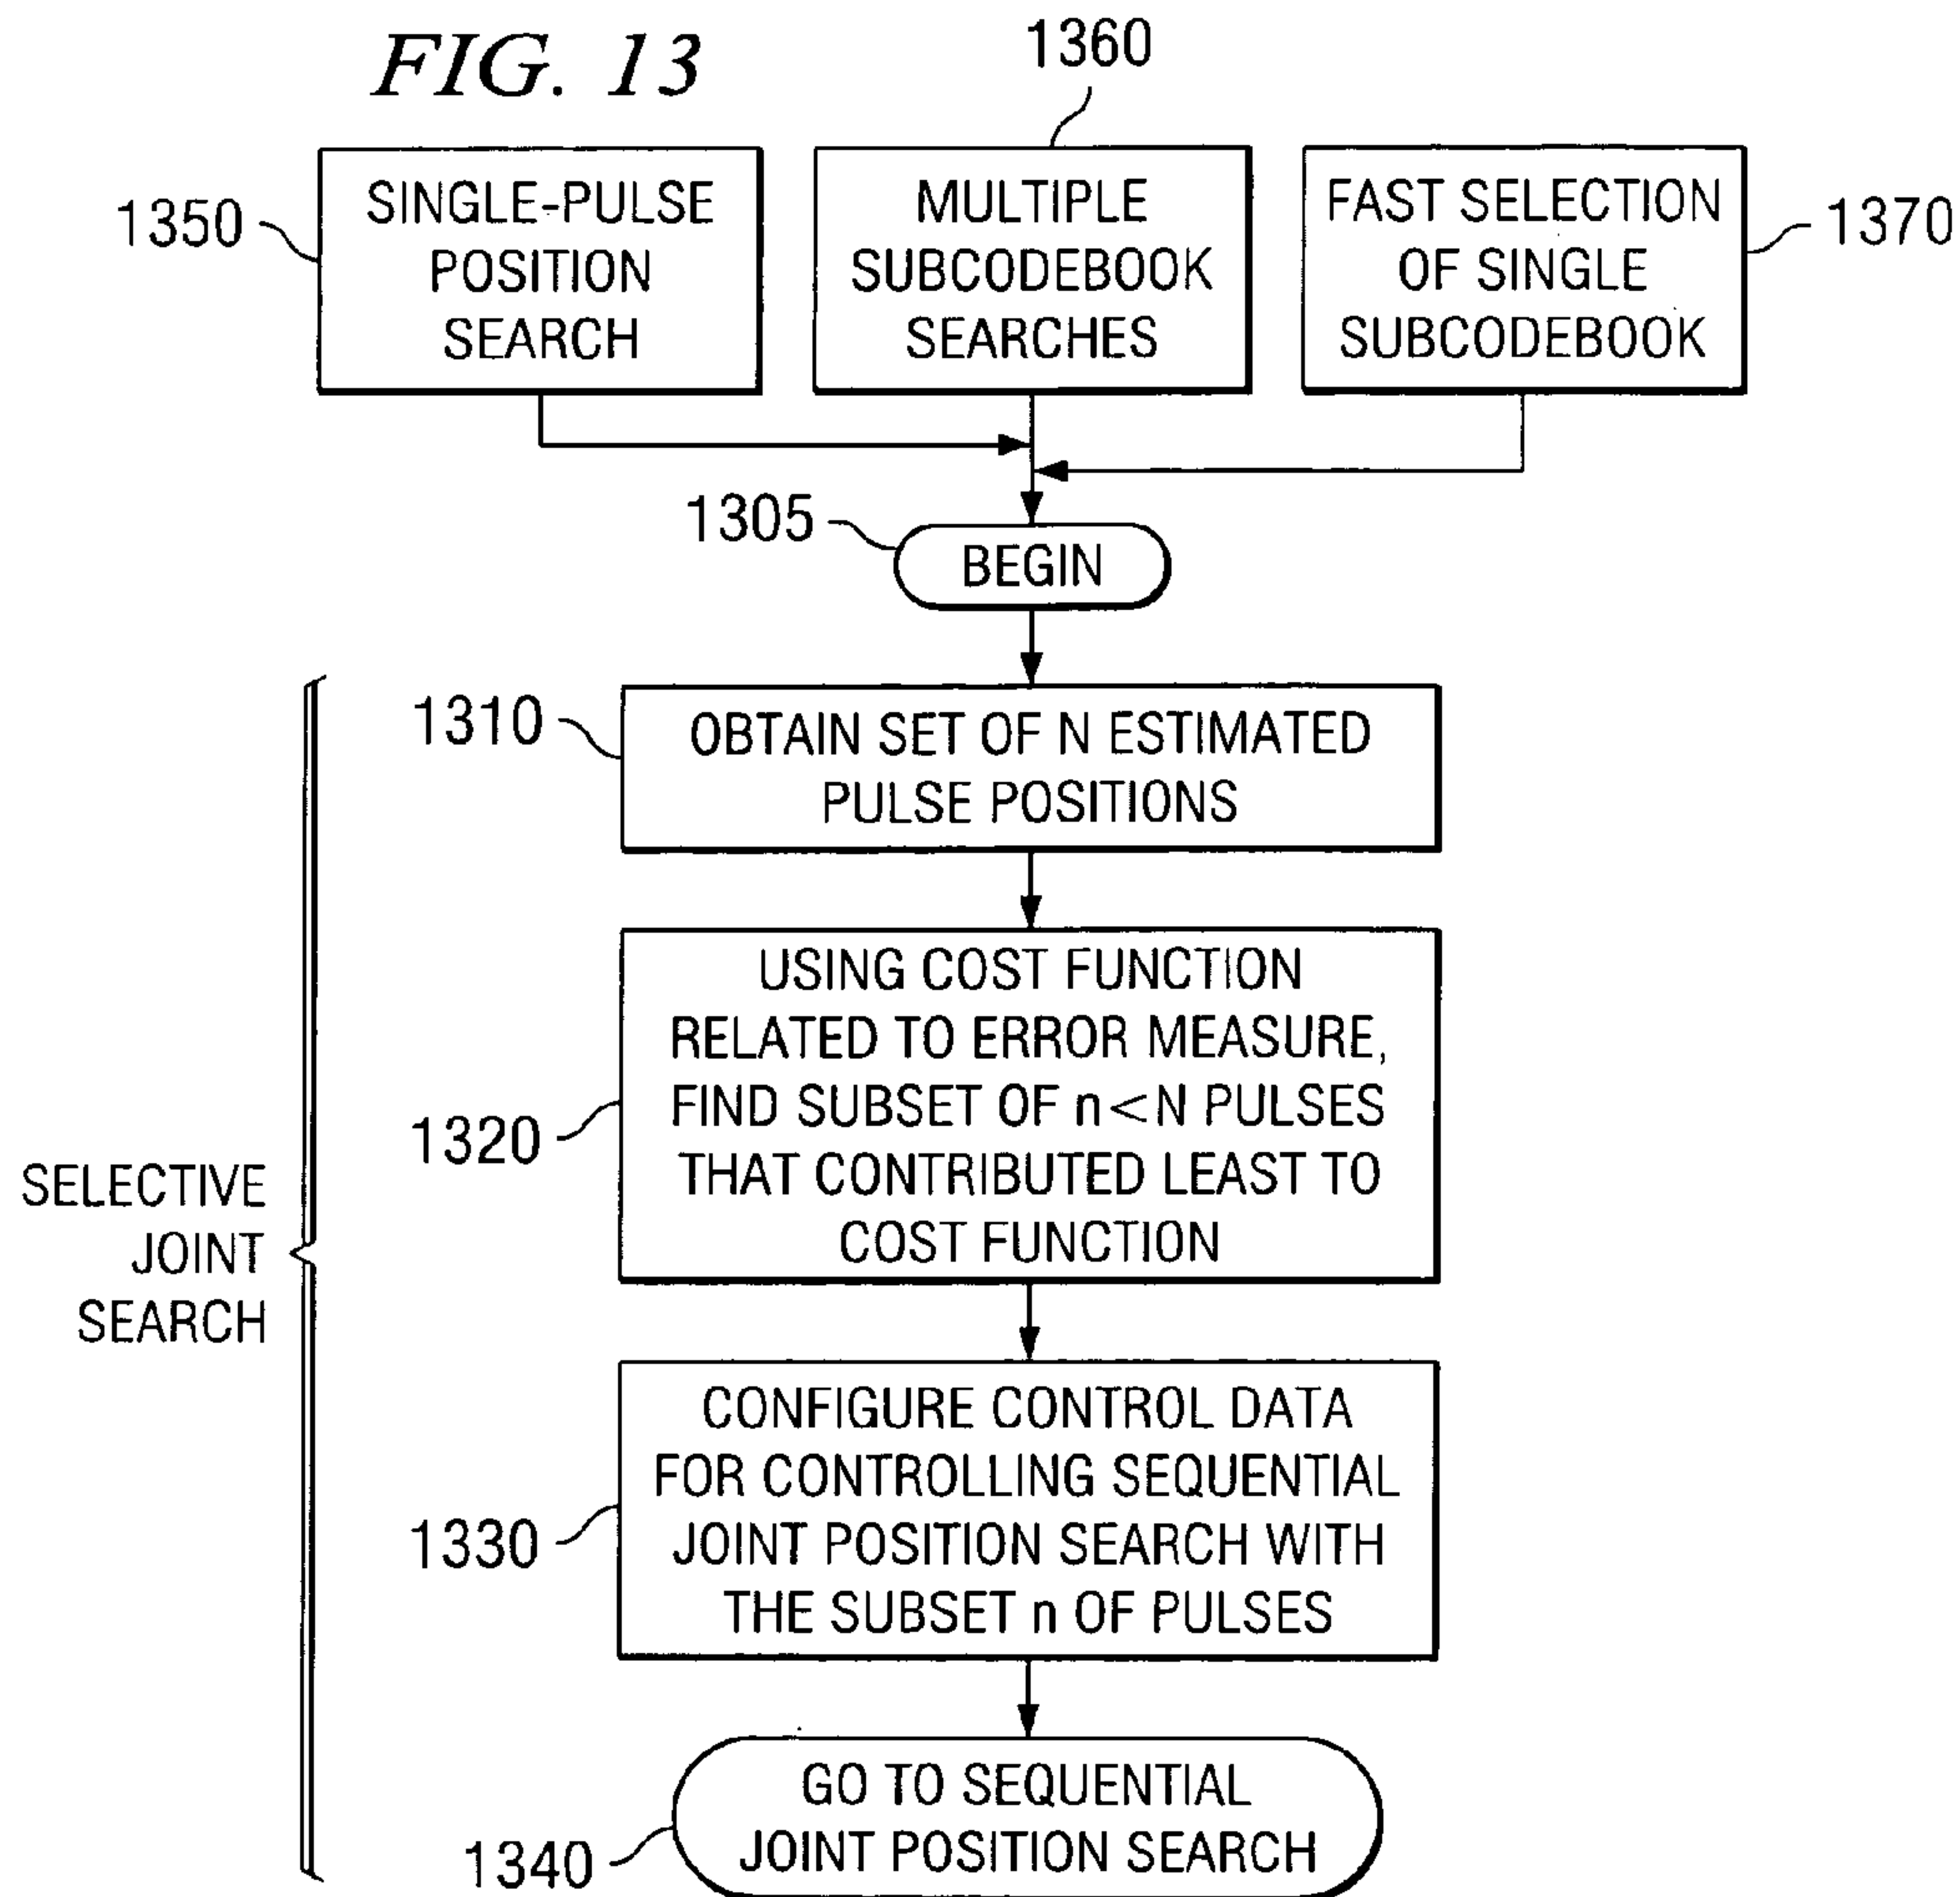 FIG. 13
1360
1350
SINGLE-PULSE
POSITION
SEARCH
MULTIPLE
SUBCODEBOOK
SEARCHES
FAST SELECTION
OF SINGLE
SUBCODEBOOK
1370
1305
BEGIN
1310
OBTAIN SET OF N ESTIMATED
PULSE POSITIONS
1320
USING COST FUNCTION
RELATED TO ERROR MEASURE,
FIND SUBSET OF n<N PULSES
THAT CONTRIBUTED LEAST TO
COST FUNCTION
SELECTIVE
JOINT
SEARCH
1330
CONFIGURE CONTROL DATA
FOR CONTROLLING SEQUENTIAL
JOINT POSITION SEARCH WITH
THE SUBSET n OF PULSES
1340
GO TO SEQUENTIAL
JOINT POSITION SEARCH